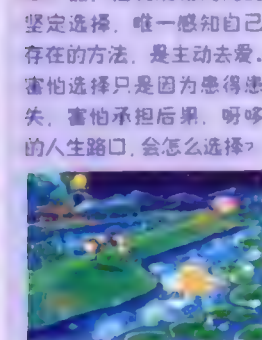 坚定选择，唯一感知自己
存在的方法，是主动去爱。
害怕选择只是因为患得患
失，害怕承担后果，呀哆
的人生路口，会怎么选择？